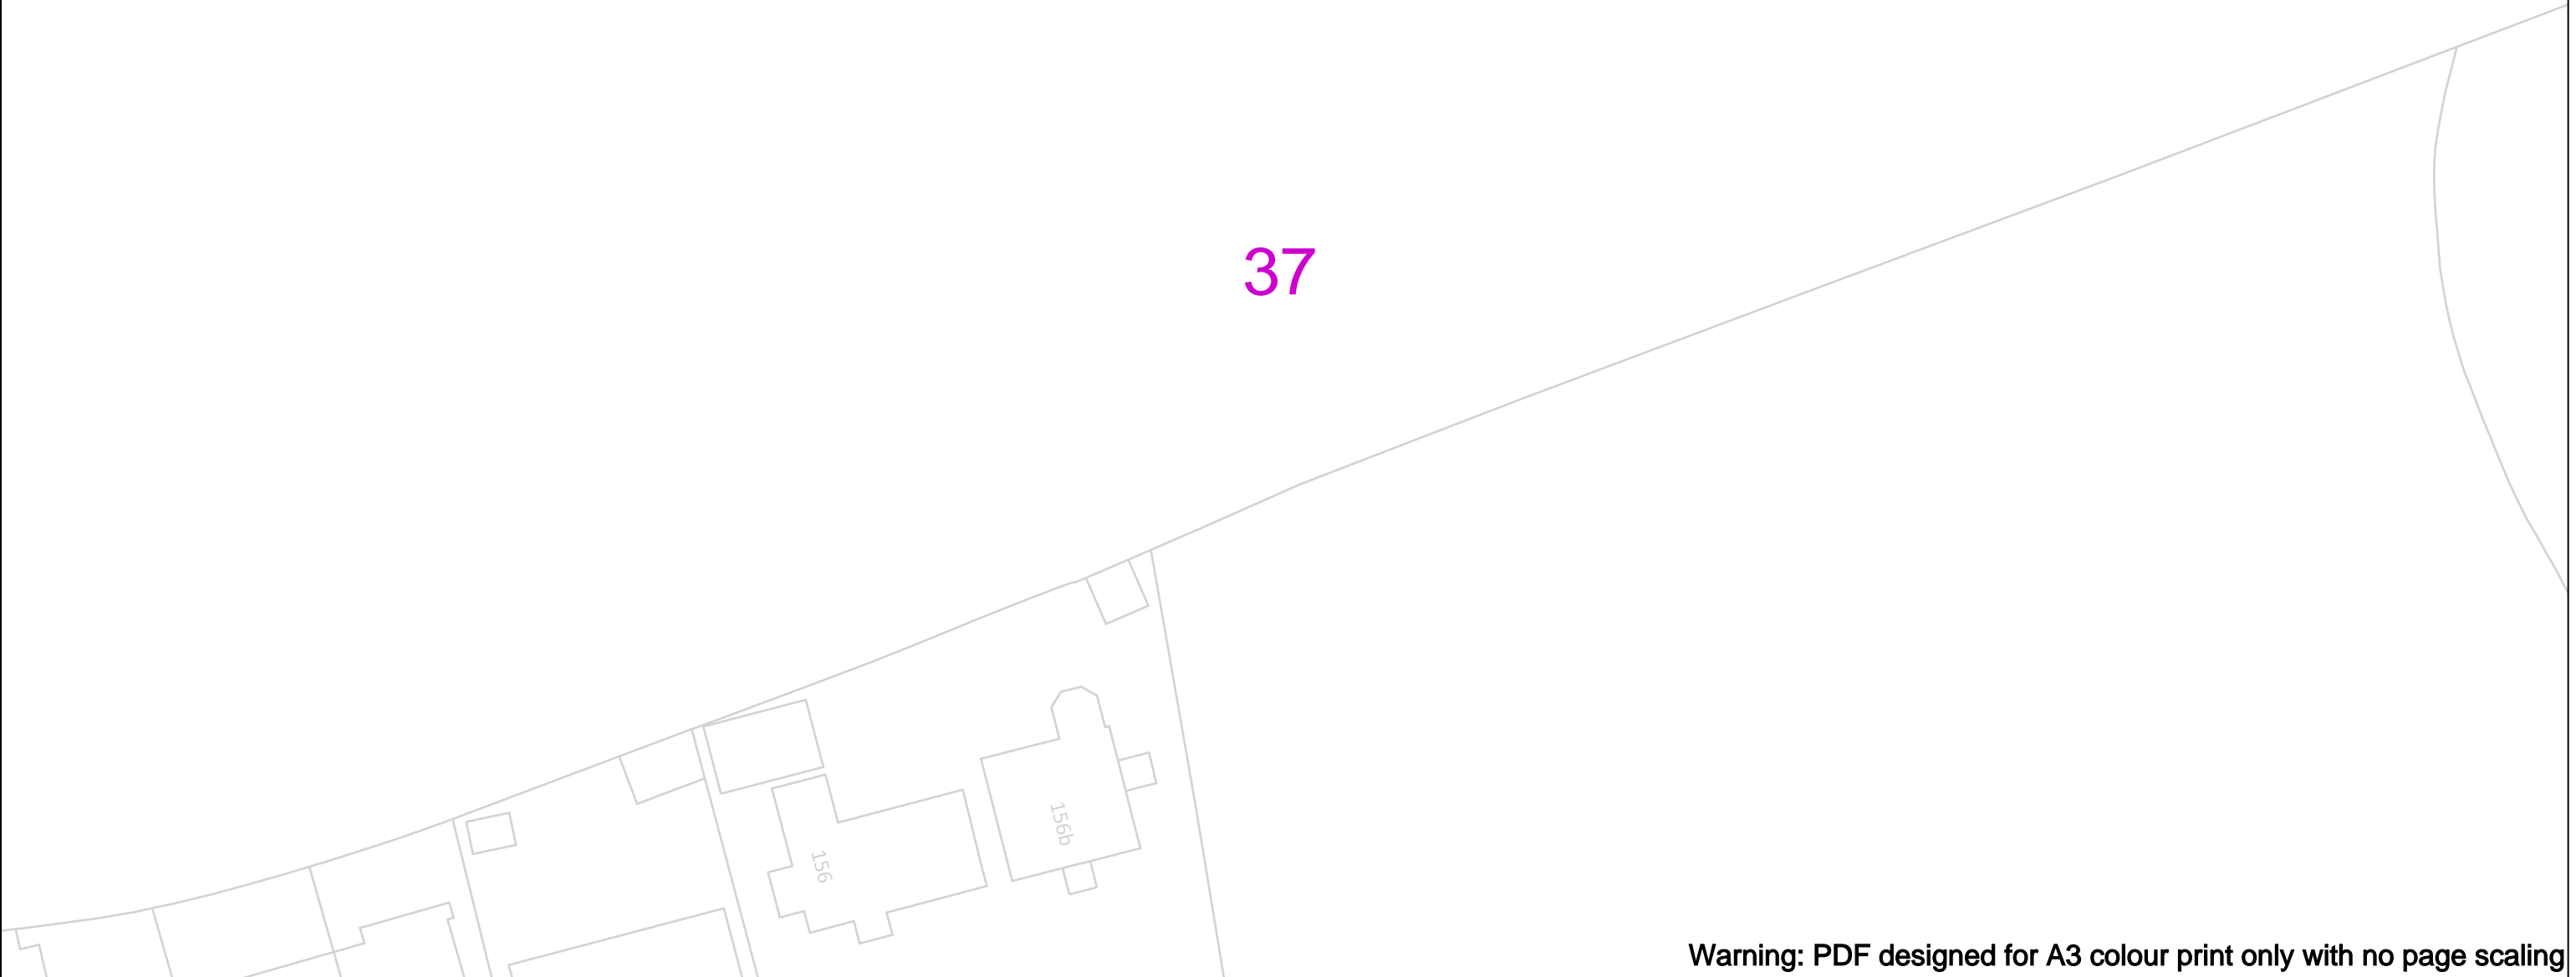 37
156b
156
Warning: PDF designed for A3 colour print only with no page scaling